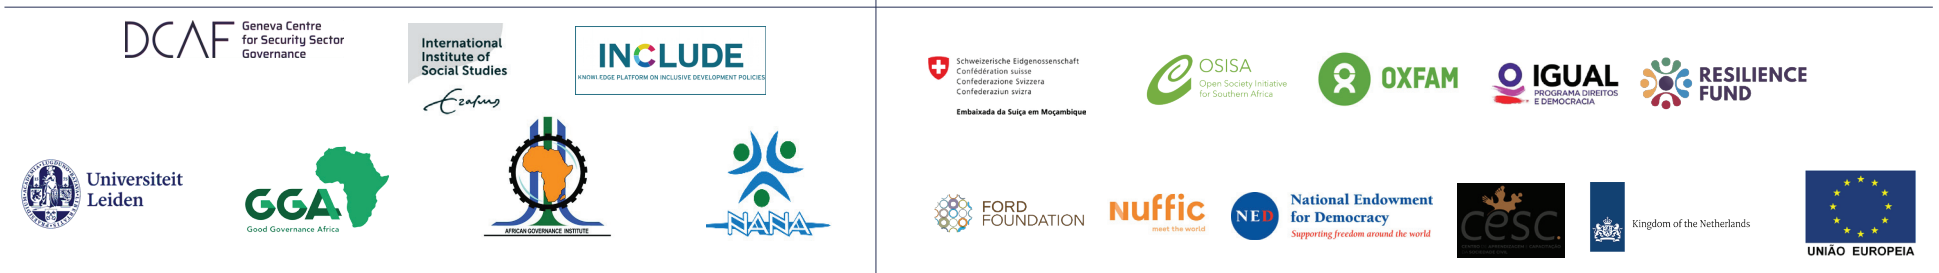 DCAF
Geneva Centre
for Security Sector
Governance
International
Institute of
Social Studies
Erasmus
INCLUDE
KNOWLEDGE PLATFORM ON INCLUSIVE DEVELOPMENT POLICIES
Universiteit
Leiden
GGA
Good Governance Africa
AFRICAN GOVERNANCE INSTITUTE
NANA
Schweizerische Eidgenossenschaft
Confédération suisse
Confederazione Svizzera
Confederaziun svizra
Embaixada da Suíça em Moçambique
OSISA
Open Society Initiative
for Southern Africa
OXFAM
IGUAL
PROGRAMA DIREITOS
E DEMOCRACIA
RESILIENCE
FUND
FORD
FOUNDATION
nuffic
meet the world
NED
National Endowment
for Democracy
Supporting freedom around the world
cesc.
Kingdom of the Netherlands
UNIÃO EUROPEIA